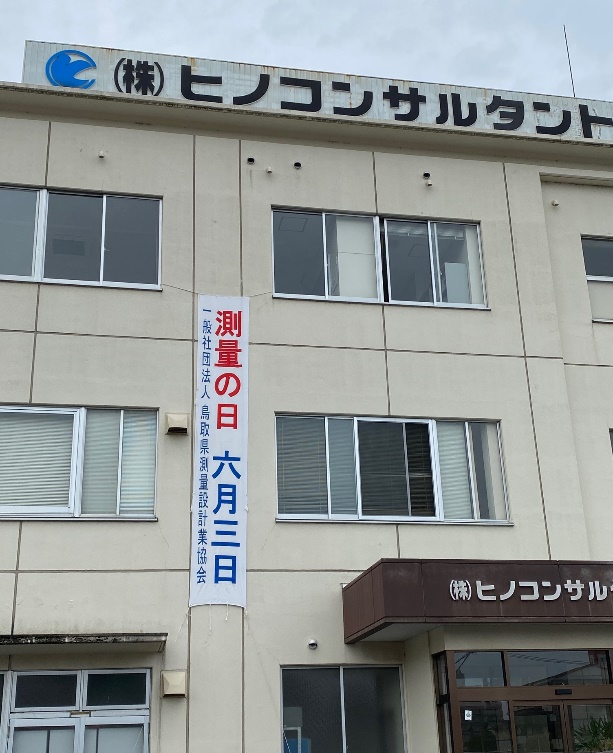 (株)ヒノコンサルタント
測量の日 六月三日
一般社団法人 鳥取県測量設計業協会
(株)ヒノコンサル